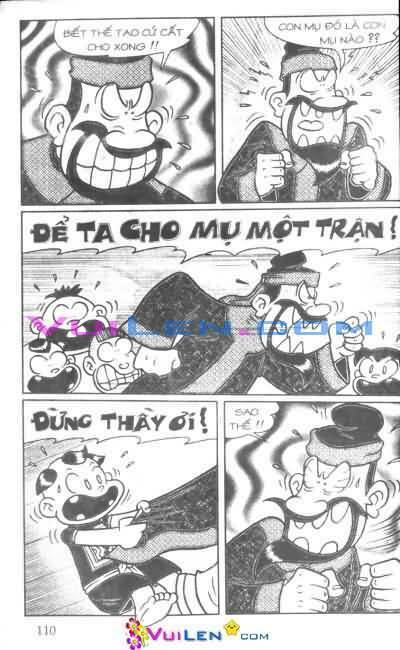 BẾT THẾ TAO CỨ CẤT
CHO XONG !!
CON MỤ ĐÓ LÀ CON
MỤ NÀO ??
ĐỂ TA CHO MỤ MỘT TRẬN!
VUILEN.COM
ĐỪNG THẦY ƠI!
SAO
THẾ !!
110
VUILEN.COM